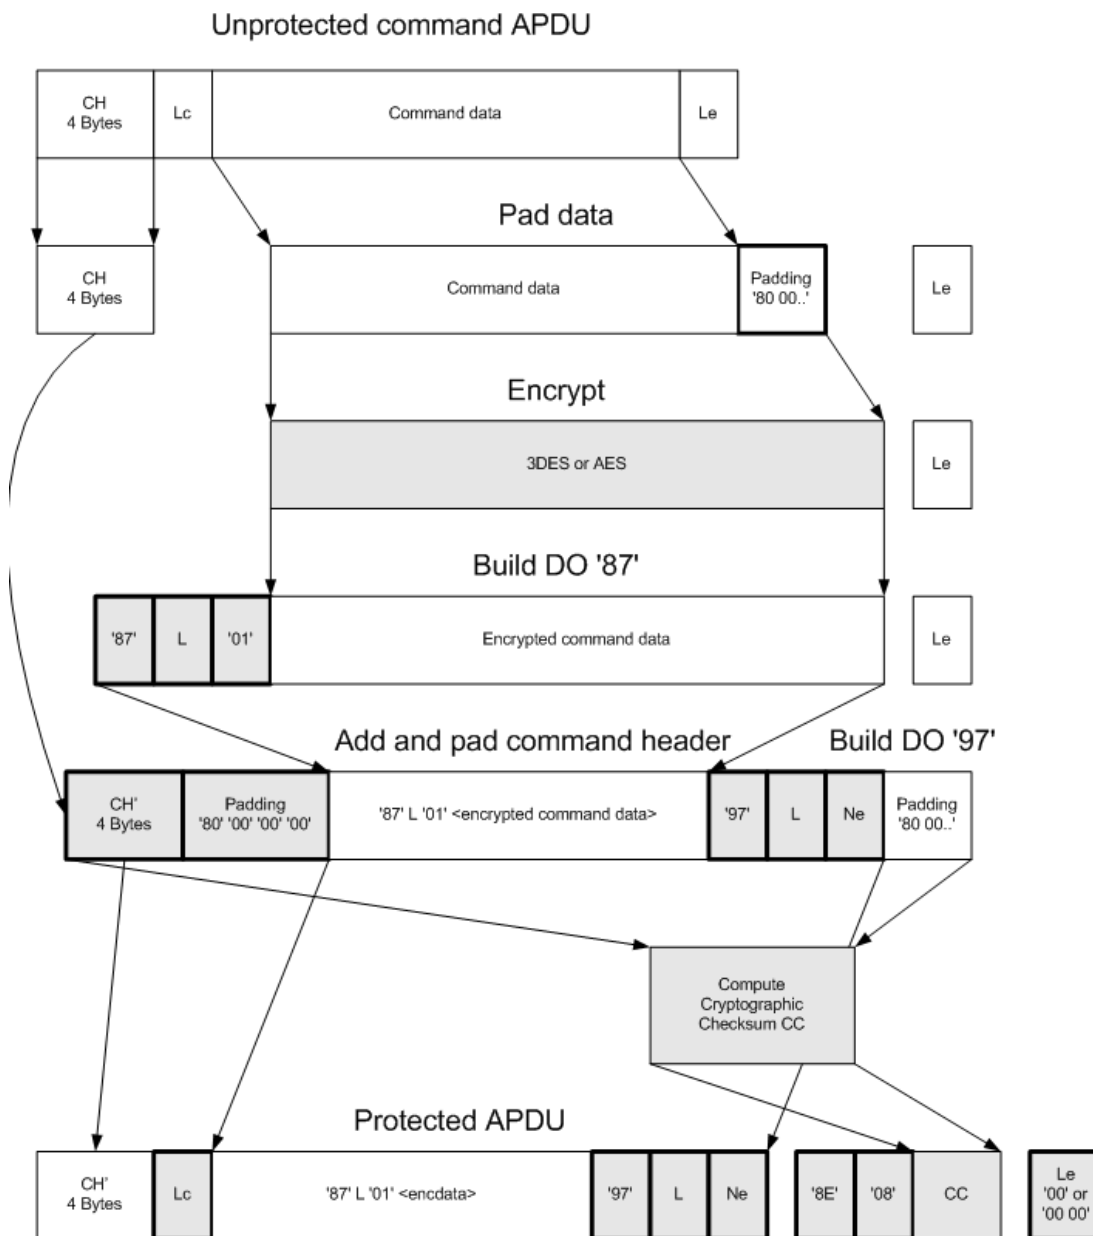 Unprotected command APDU
CH
4 Bytes
Lc
Command data
Le
Pad data
CH
4 Bytes
Command data
Padding
'80 00..'
Le
Encrypt
3DES or AES
Le
Build DO '87'
'87'
L
'01'
Encrypted command data
Le
Add and pad command header
Build DO '97'
CH'
4 Bytes
Padding
'80' '00' '00' '00'
'87' L '01' <encrypted command data>
'97'
L
Ne
Padding
'80 00..'
Compute
Cryptographic
Checksum CC
Protected APDU
CH'
4 Bytes
Lc
'87' L '01' <encdata>
'97'
L
Ne
'8E'
'08'
CC
Le
'00' or
'00 00'